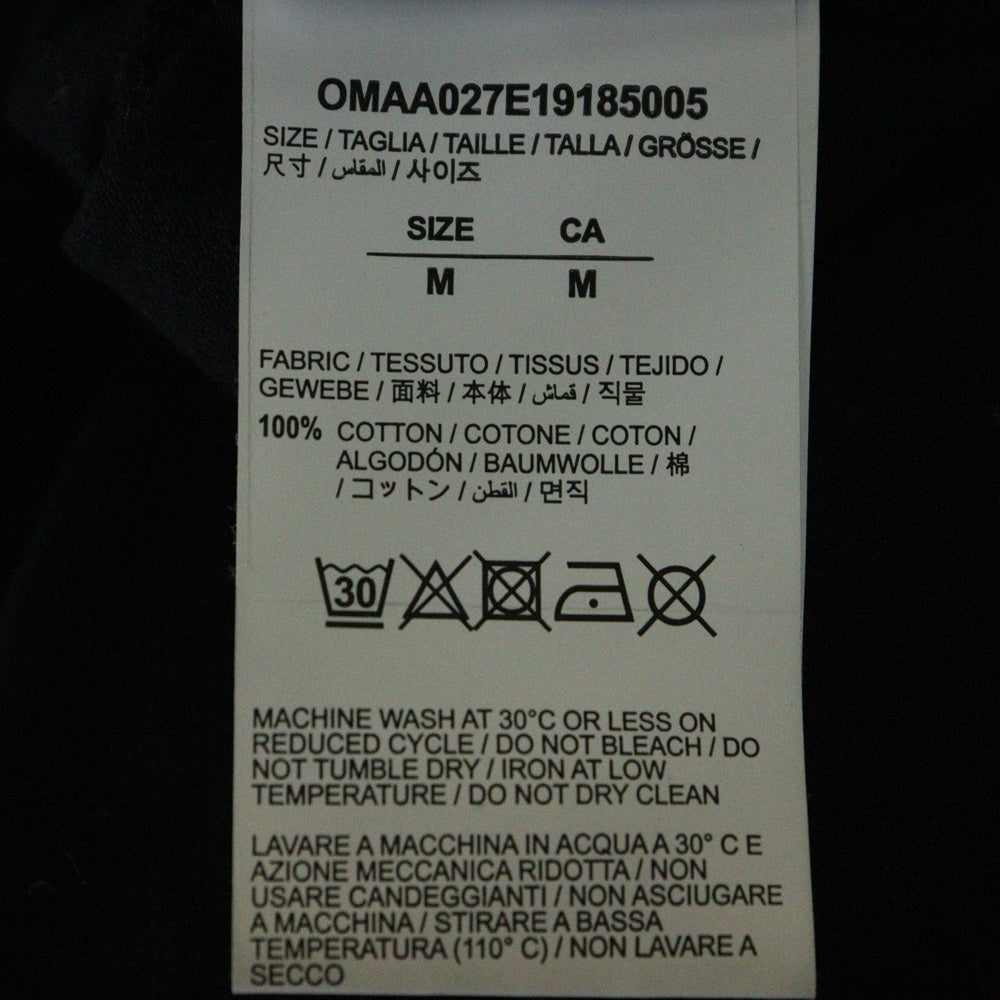 OMAA027E19185005
SIZE / TAGLIA / TAILLE / TALLA / GRÖSSE /
尺寸 / المقاس / 사이즈
SIZE CA
M M
FABRIC / TESSUTO / TISSUS / TEJIDO /
GEWEBE / 面料 / 本体 / قماش / 직물
100% COTTON / COTONE / COTON /
ALGODÓN / BAUMWOLLE / 棉
/ コットン / القطن / 면직
30
MACHINE WASH AT 30°C OR LESS ON
REDUCED CYCLE / DO NOT BLEACH / DO
NOT TUMBLE DRY / IRON AT LOW
TEMPERATURE / DO NOT DRY CLEAN
LAVARE A MACCHINA IN ACQUA A 30° C E
AZIONE MECCANICA RIDOTTA / NON
USARE CANDEGGIANTI / NON ASCIUGARE
A MACCHINA / STIRARE A BASSA
TEMPERATURA (110° C) / NON LAVARE A
SECCO